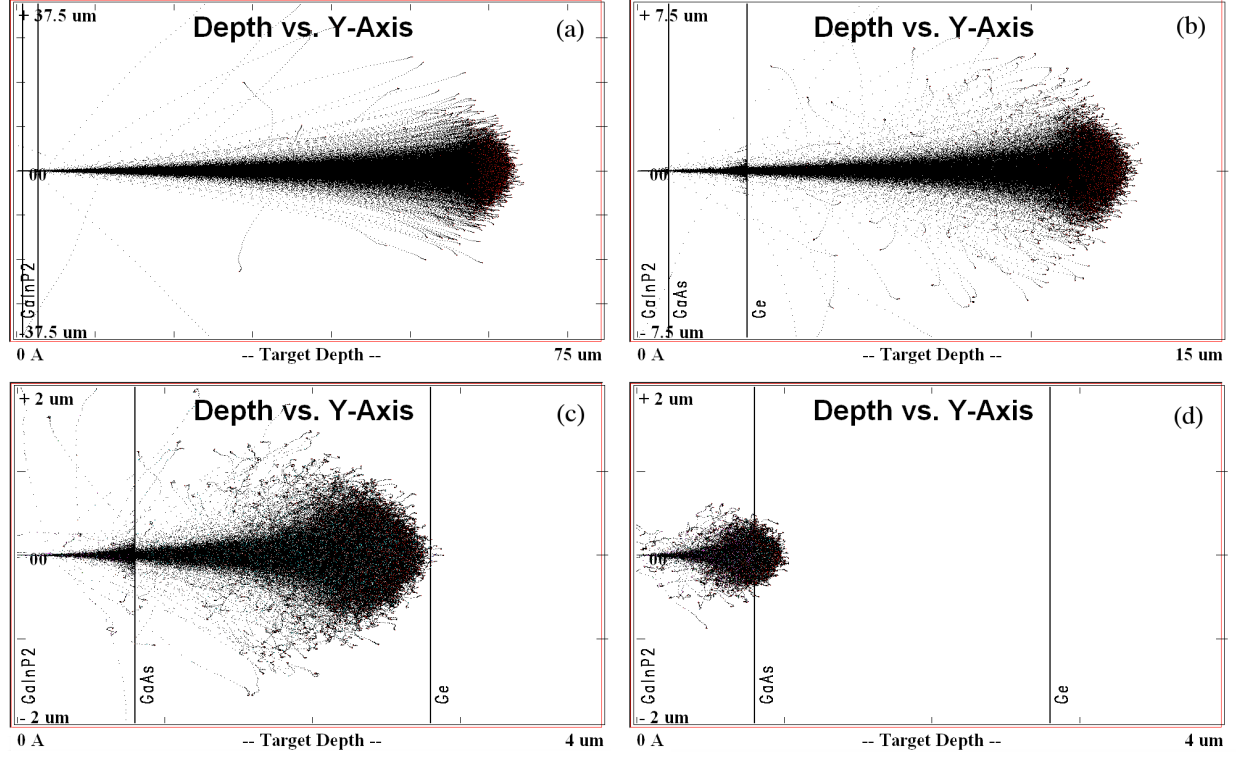 + 37.5 um
Depth vs. Y-Axis
(a)
00
GaInP2
-37.5 um
0 A
-- Target Depth --
75 um
+ 7.5 um
Depth vs. Y-Axis
(b)
00
GaInP2
GaAs
Ge
- 7.5 um
0 A
-- Target Depth --
15 um
+ 2 um
Depth vs. Y-Axis
(c)
00
GaInP2
GaAs
Ge
- 2 um
0 A
-- Target Depth --
4 um
+ 2 um
Depth vs. Y-Axis
(d)
00
GaInP2
GaAs
Ge
- 2 um
0 A
-- Target Depth --
4 um